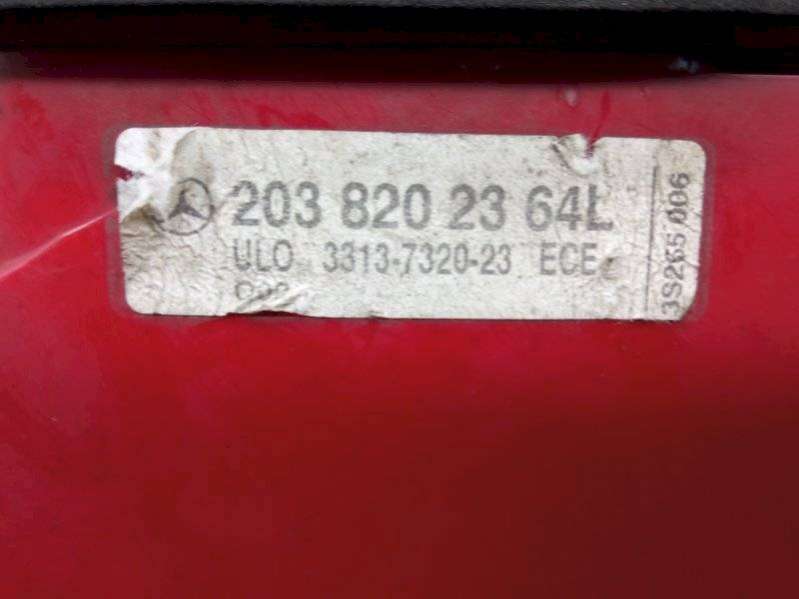 203 820 23 64L
ULO 3313-7320-23 ECE
3S265/006